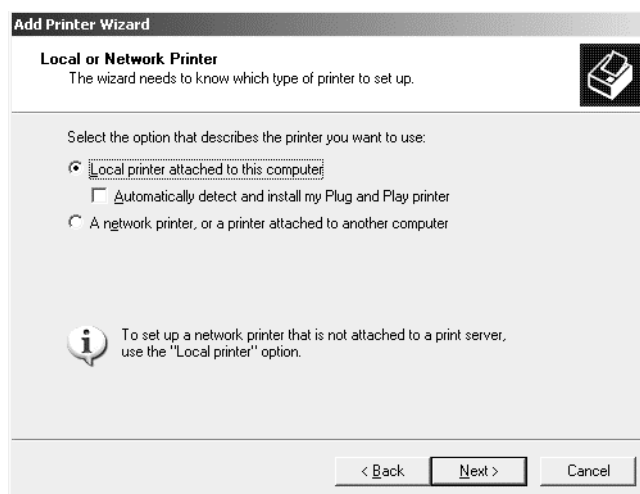 Add Printer Wizard
Local or Network Printer
The wizard needs to know which type of printer to set up.
Select the option that describes the printer you want to use:
Local printer attached to this computer
Automatically detect and install my Plug and Play printer
A network printer, or a printer attached to another computer
To set up a network printer that is not attached to a print server,
use the "Local printer" option.
< Back
Next >
Cancel